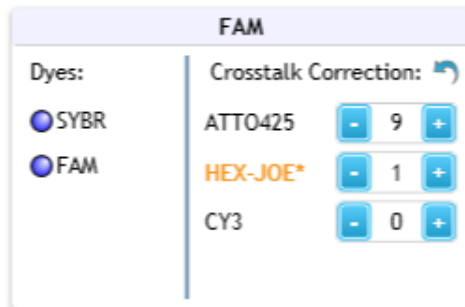 FAM
Dyes:
SYBR
FAM
Crosstalk Correction:
ATTO425 - 9 +
HEX-JOE* - 1 +
CY3 - 0 +